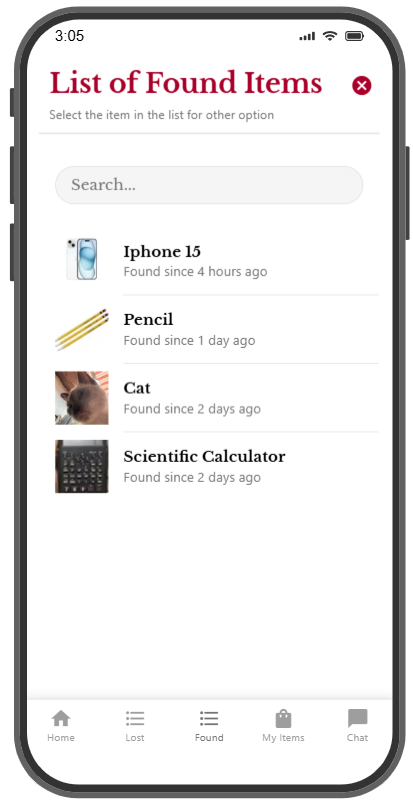 3:05
List of Found Items
Select the item in the list for other option
Search...
Iphone 15
Found since 4 hours ago
Pencil
Found since 1 day ago
Cat
Found since 2 days ago
Scientific Calculator
Found since 2 days ago
Home Lost Found My Items Chat